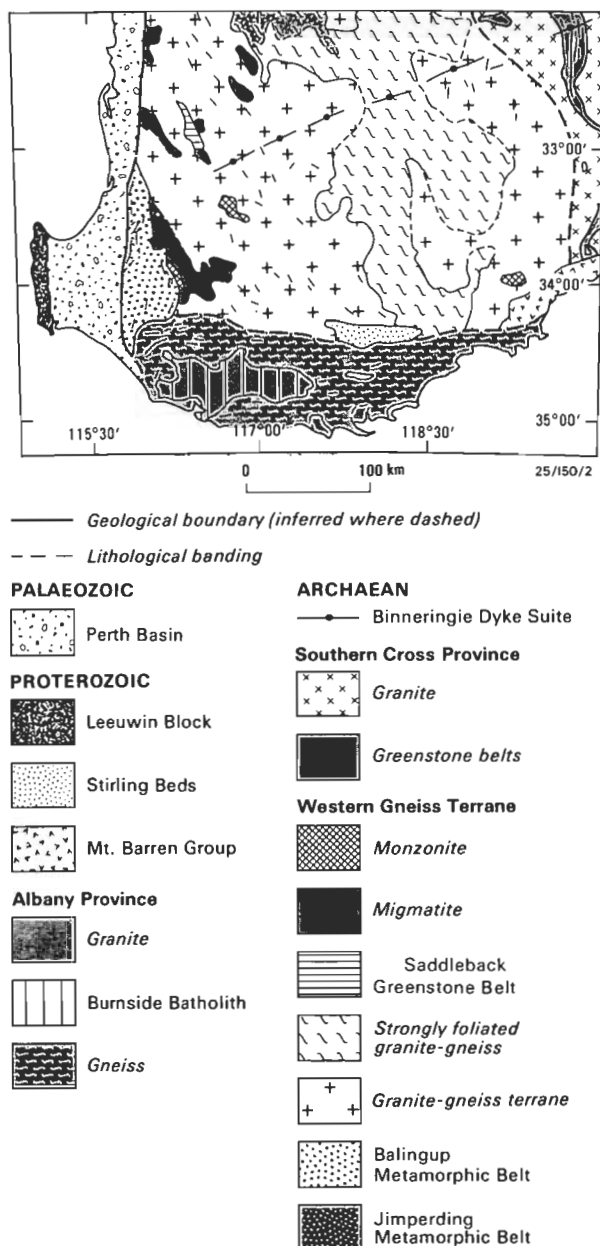 33°00′
34°00′
115°30′
117°00′
118°30′
35°00′
0
100 km
25/I50/2
Geological boundary (inferred where dashed)
Lithological banding
PALAEOZOIC
Perth Basin
PROTEROZOIC
Leeuwin Block
Stirling Beds
Mt. Barren Group
Albany Province
Granite
Burnside Batholith
Gneiss
ARCHAEAN
Binneringie Dyke Suite
Southern Cross Province
Granite
Greenstone belts
Western Gneiss Terrane
Monzonite
Migmatite
Saddleback
Greenstone Belt
Strongly foliated
granite-gneiss
Granite-gneiss terrane
Balingup
Metamorphic Belt
Jimperding
Metamorphic Belt